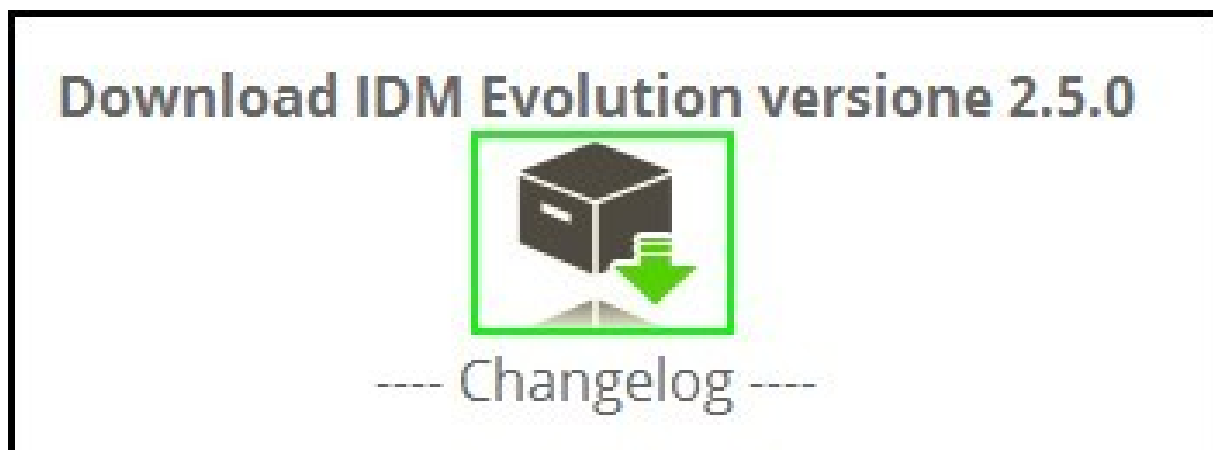 Download IDM Evolution versione 2.5.0
---- Changelog ----